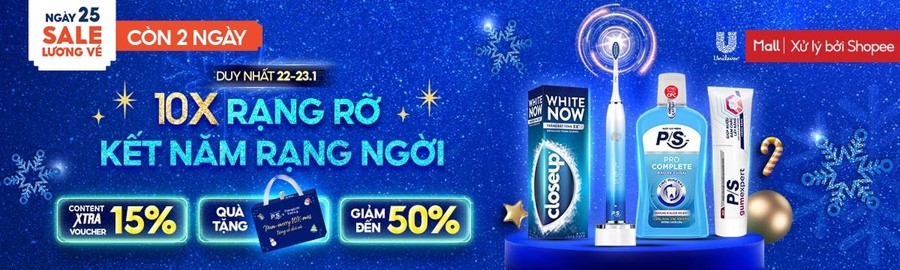 NGÀY 25
SALE
LƯƠNG VỀ
CÒN 2 NGÀY
DUY NHẤT 22-23.1
10X RẠNG RỠ
KẾT NĂM RẠNG NGỜI
CONTENT
XTRA
VOUCHER
15%
QUÀ
TẶNG
GIẢM
ĐẾN
50%
Unilever
Mall | Xử lý bởi Shopee
WHITE
NOW
closeup
P/S
P/S
PRO
COMPLETE
P/S
gumexpert